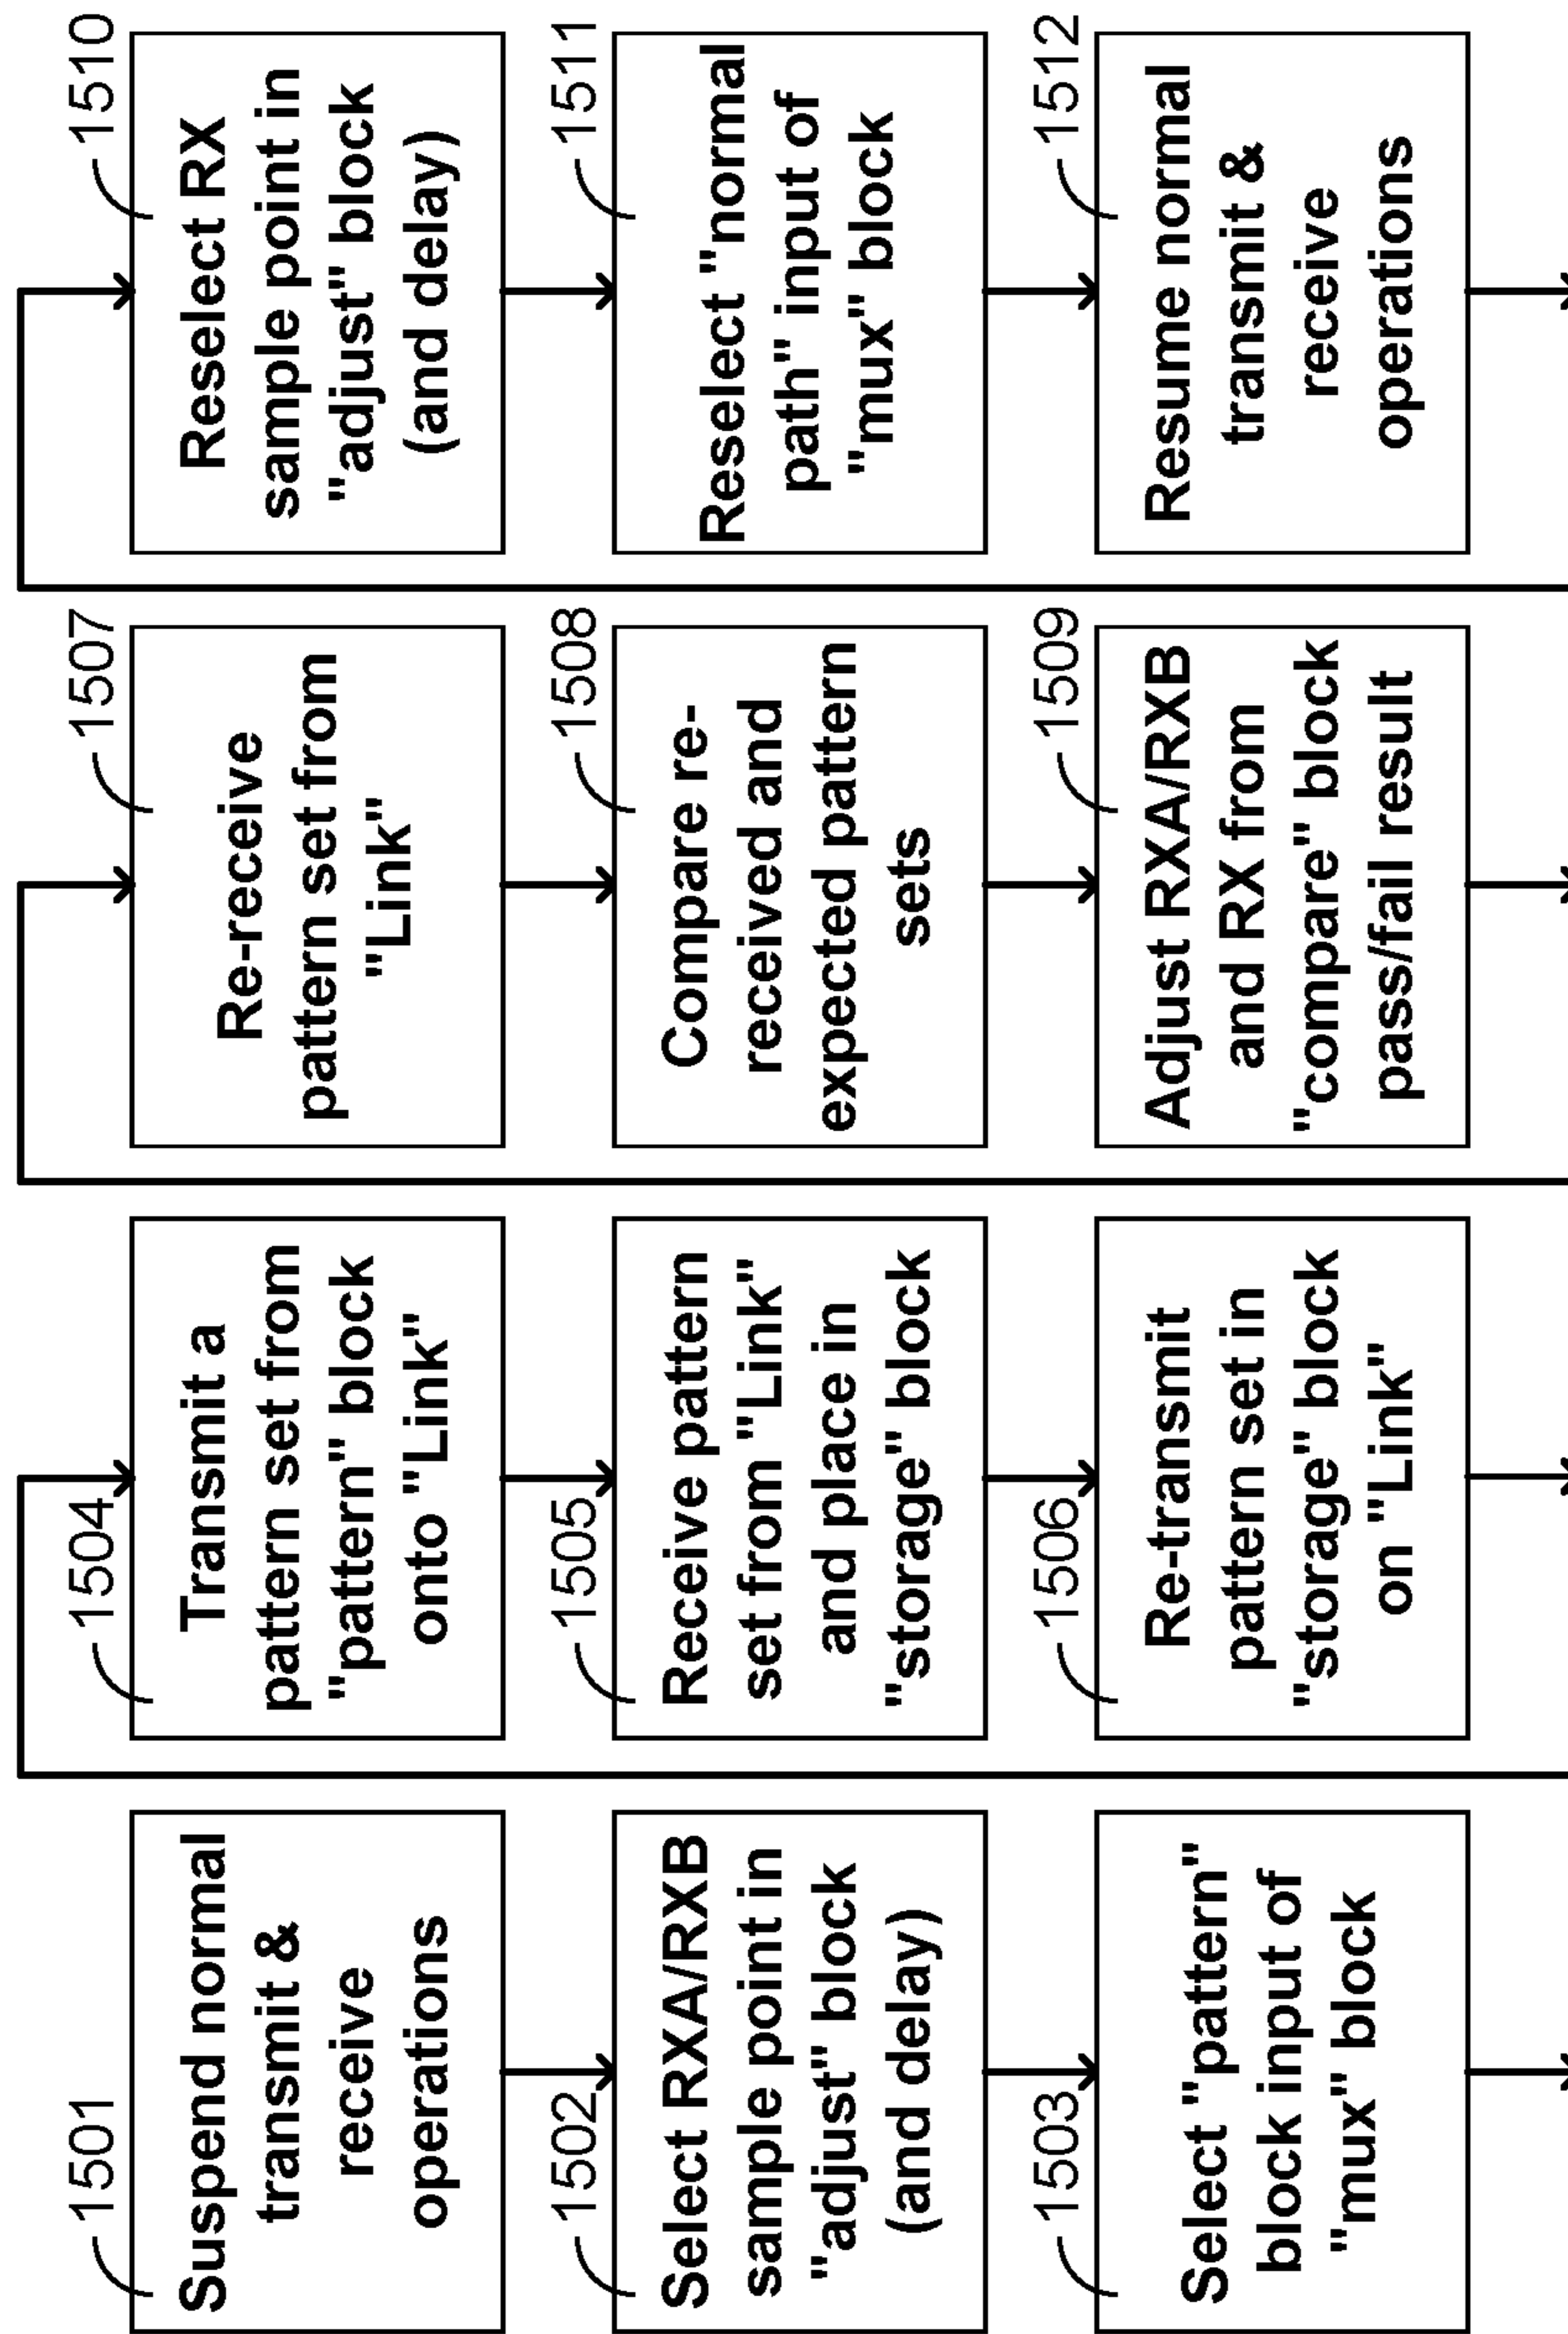 1501
Suspend normal
transmit &
receive
operations
1502
Select RXA/RXB
sample point in
"adjust" block
(and delay)
1503
Select "pattern"
block input of
"mux" block
1504
Transmit a
pattern set from
"pattern" block
onto "Link"
1505
Receive pattern
set from "Link"
and place in
"storage" block
1506
Re-transmit
pattern set in
"storage" block
on "Link"
1507
Re-receive
pattern set from
"Link"
1508
Compare re-
received and
expected pattern
sets
1509
Adjust RXA/RXB
and RX from
"compare" block
pass/fail result
1510
Reselect RX
sample point in
"adjust" block
(and delay)
1511
Reselect "normal
path" input of
"mux" block
1512
Resume normal
transmit &
receive
operations